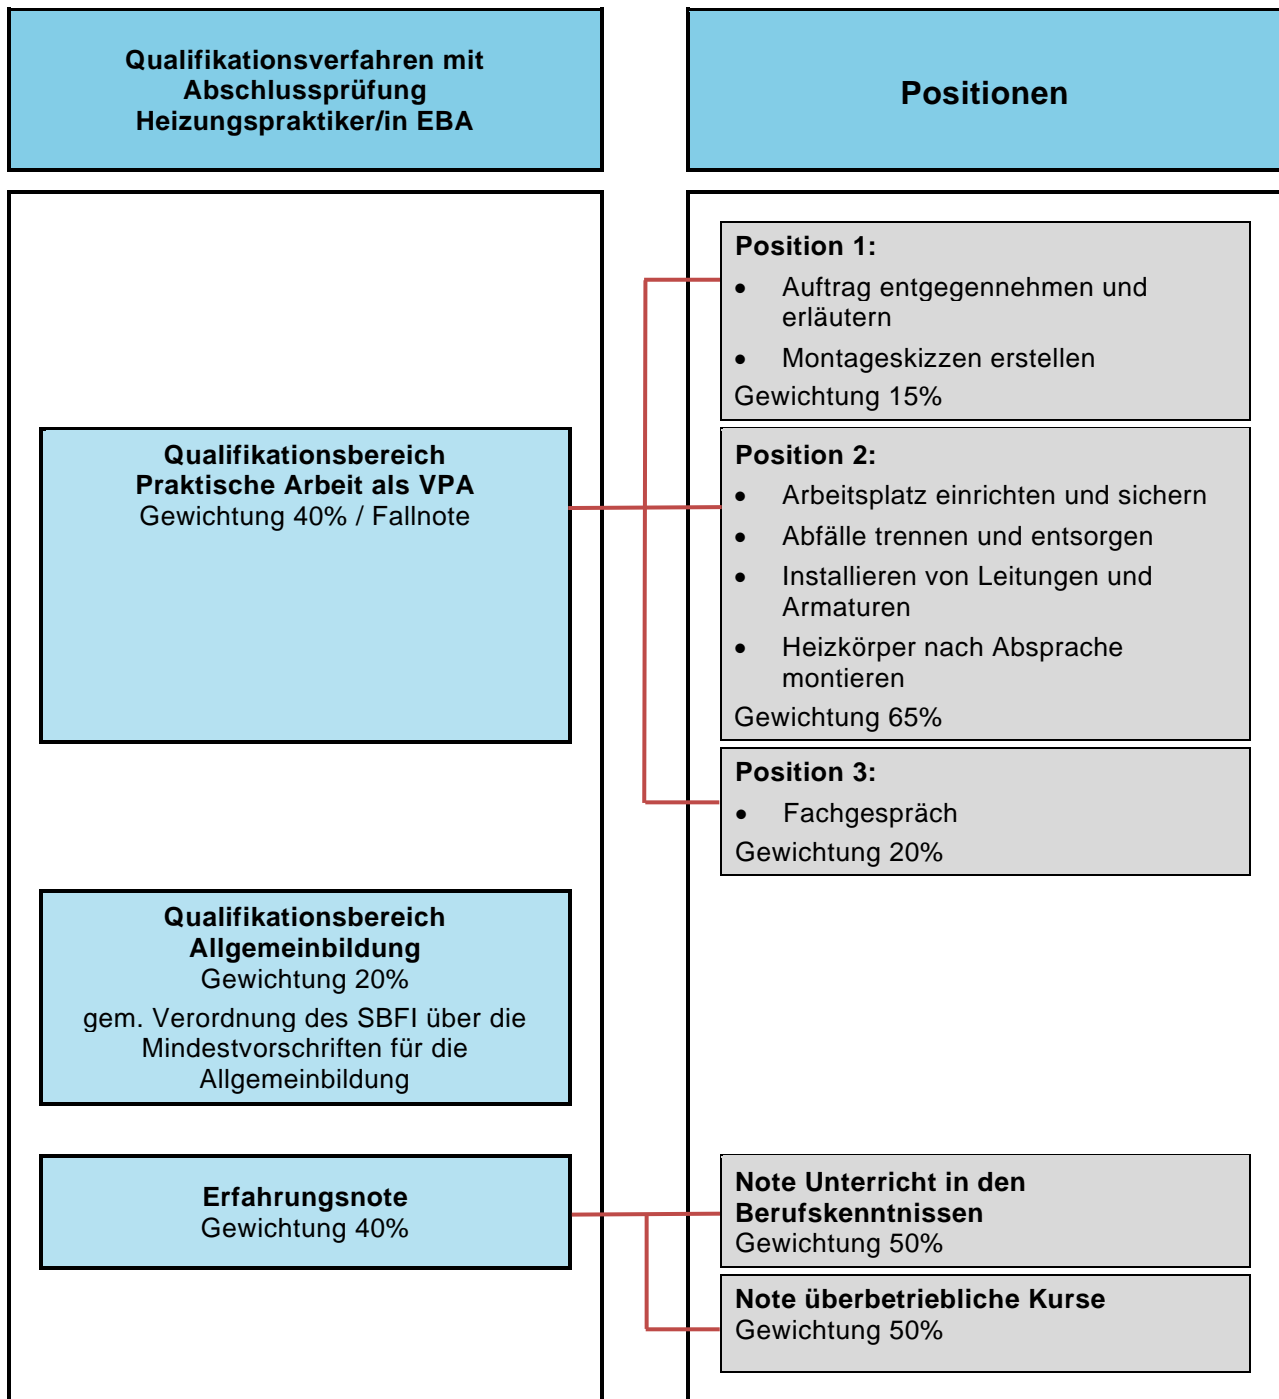 Qualifikationsverfahren mit
Abschlussprüfung
Heizungspraktiker/in EBA
Positionen
Position 1:
• Auftrag entgegennehmen und
erläutern
• Montageskizzen erstellen
Gewichtung 15%
Qualifikationsbereich
Praktische Arbeit als VPA
Gewichtung 40% / Fallnote
Position 2:
• Arbeitsplatz einrichten und sichern
• Abfälle trennen und entsorgen
• Installieren von Leitungen und
Armaturen
• Heizkörper nach Absprache
montieren
Gewichtung 65%
Position 3:
• Fachgespräch
Gewichtung 20%
Qualifikationsbereich
Allgemeinbildung
Gewichtung 20%
gem. Verordnung des SBFI über die
Mindestvorschriften für die
Allgemeinbildung
Erfahrungsnote
Gewichtung 40%
Note Unterricht in den
Berufskenntnissen
Gewichtung 50%
Note überbetriebliche Kurse
Gewichtung 50%